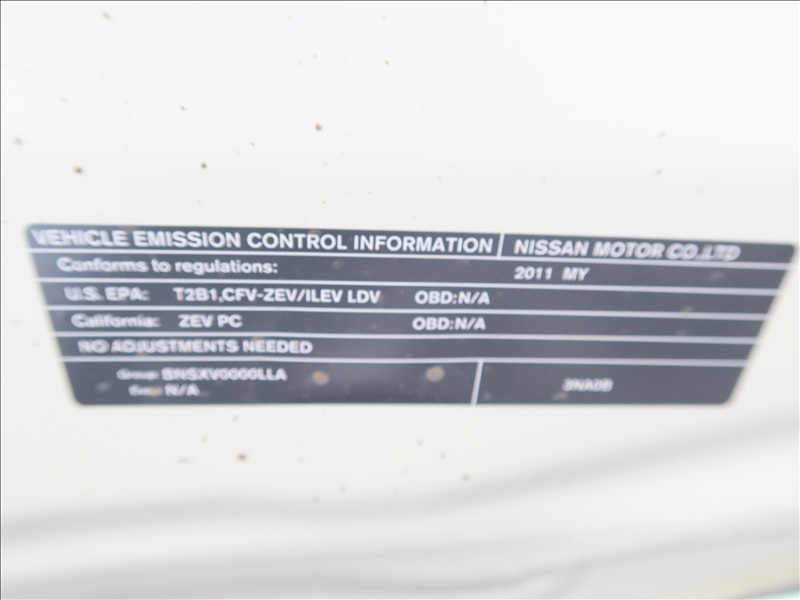 VEHICLE EMISSION CONTROL INFORMATION NISSAN MOTOR CO.,LTD
Conforms to regulations: 2011 MY
U.S. EPA: T2B1,CFV-ZEV/ILEV LDV OBD:N/A
California: ZEV PC OBD:N/A
NO ADJUSTMENTS NEEDED
Group: BNSXV0000LLA
Evap: N/A